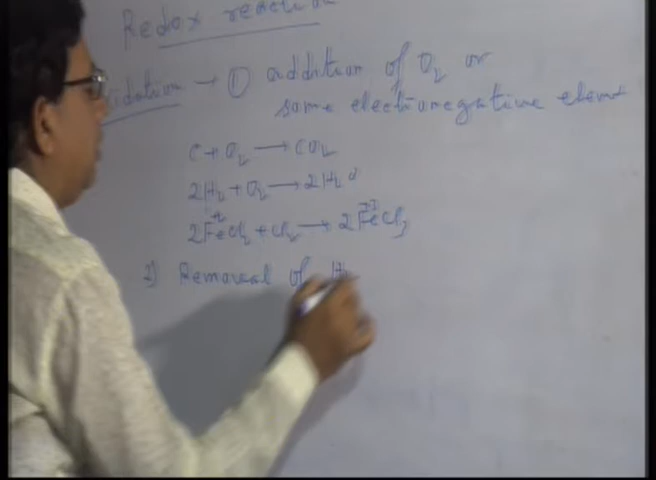 Redox reaction
idation → ① addition of O₂ or
some electronegative element
C + O₂ → CO₂
2H₂ + O₂ → 2H₂O
2FeCl₂ + Cl₂ → 2FeCl₃
2) Removal of H